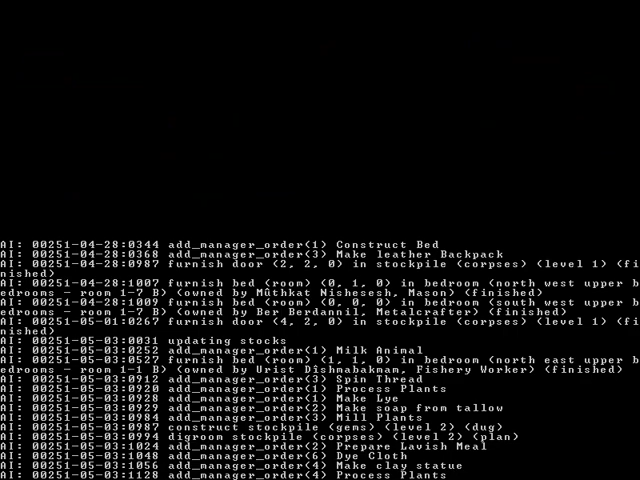 AI: 00251-04-28:0344 add_manager_order(1) Construct Bed
AI: 00251-04-28:0368 add_manager_order(3) Make leather Backpack
AI: 00251-04-28:0987 furnish door (2, 2, 0) in stockpile (corpses) (level 1) (fi
nished)
AI: 00251-04-28:1007 furnish bed (room) (0, 1, 0) in bedroom (north west upper b
edrooms - room 1-7 B) (owned by Mûthkat Nishesesh, Mason) (finished)
AI: 00251-04-28:1009 furnish bed (room) (0, 0, 0) in bedroom (south west upper b
edrooms - room 1-7 B) (owned by Ber Berdannil, Metalcrafter) (finished)
AI: 00251-05-01:0267 furnish door (4, 2, 0) in stockpile (corpses) (level 1) (fi
nished)
AI: 00251-05-03:0031 updating stocks
AI: 00251-05-03:0252 add_manager_order(1) Milk Animal
AI: 00251-05-03:0527 furnish bed (room) (1, 1, 0) in bedroom (north east upper b
edrooms - room 1-1 B) (owned by Urist Dîshmabakmam, Fishery Worker) (finished)
AI: 00251-05-03:0912 add_manager_order(3) Spin Thread
AI: 00251-05-03:0920 add_manager_order(1) Process Plants
AI: 00251-05-03:0928 add_manager_order(1) Make Lye
AI: 00251-05-03:0929 add_manager_order(2) Make soap from tallow
AI: 00251-05-03:0984 add_manager_order(3) Mill Plants
AI: 00251-05-03:0987 construct stockpile (gems) (level 2) (dug)
AI: 00251-05-03:0994 digroom stockpile (corpses) (level 2) (plan)
AI: 00251-05-03:1024 add_manager_order(2) Prepare Lavish Meal
AI: 00251-05-03:1048 add_manager_order(6) Dye Cloth
AI: 00251-05-03:1056 add_manager_order(4) Make clay statue
AI: 00251-05-03:1128 add_manager_order(4) Process Plants